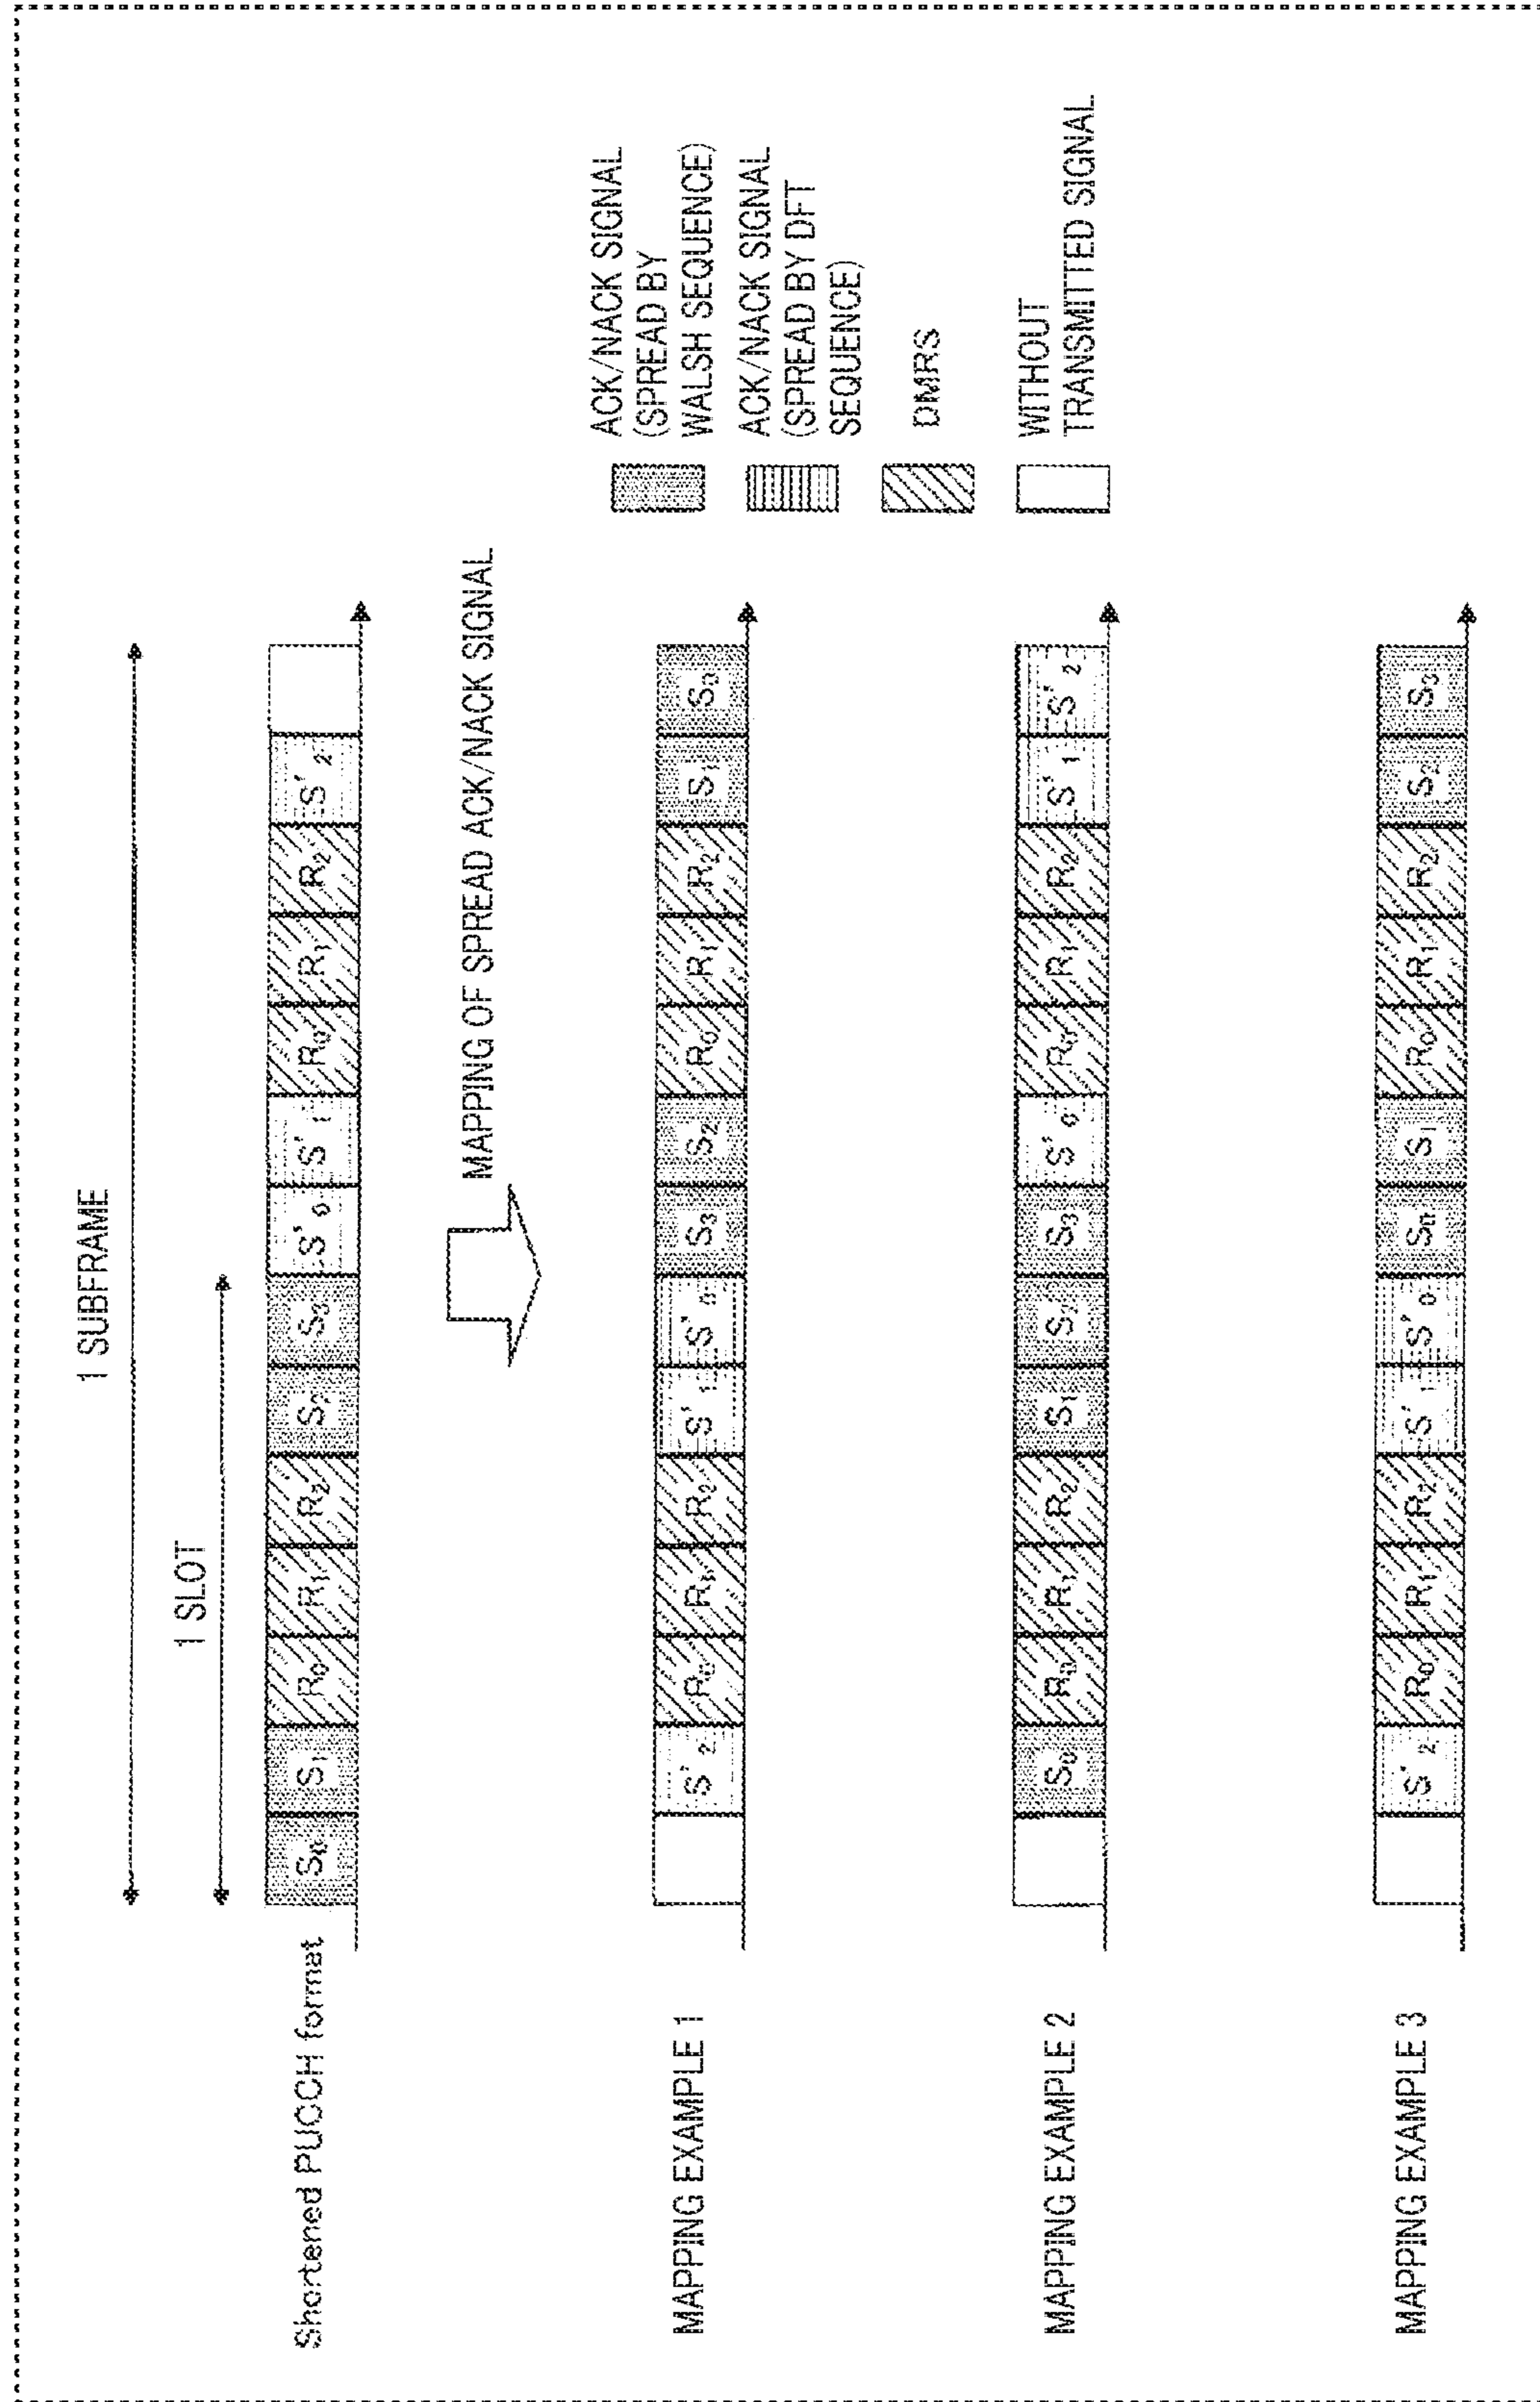 1 SUBFRAME
1 SLOT
Shortened PUCCH format
S0 S1 R0 R1 R2 S2 S3 S'0 S'1 R0 R1 R2 S'2
MAPPING OF SPREAD ACK/NACK SIGNAL
MAPPING EXAMPLE 1
S'2 R0 R1 R2 S'1 S'0 S3 S2 R0 R1 R2 S1 S0
MAPPING EXAMPLE 2
S0 R0 R1 R2 S1 S2 S3 S'0 R0 R1 R2 S'1 S'2
MAPPING EXAMPLE 3
S'2 R0 R1 R2 S'1 S'0 S0 S1 R0 R1 R2 S2 S3
ACK/NACK SIGNAL
(SPREAD BY
WALSH SEQUENCE)
ACK/NACK SIGNAL
(SPREAD BY DFT
SEQUENCE)
DMRS
WITHOUT
TRANSMITTED SIGNAL